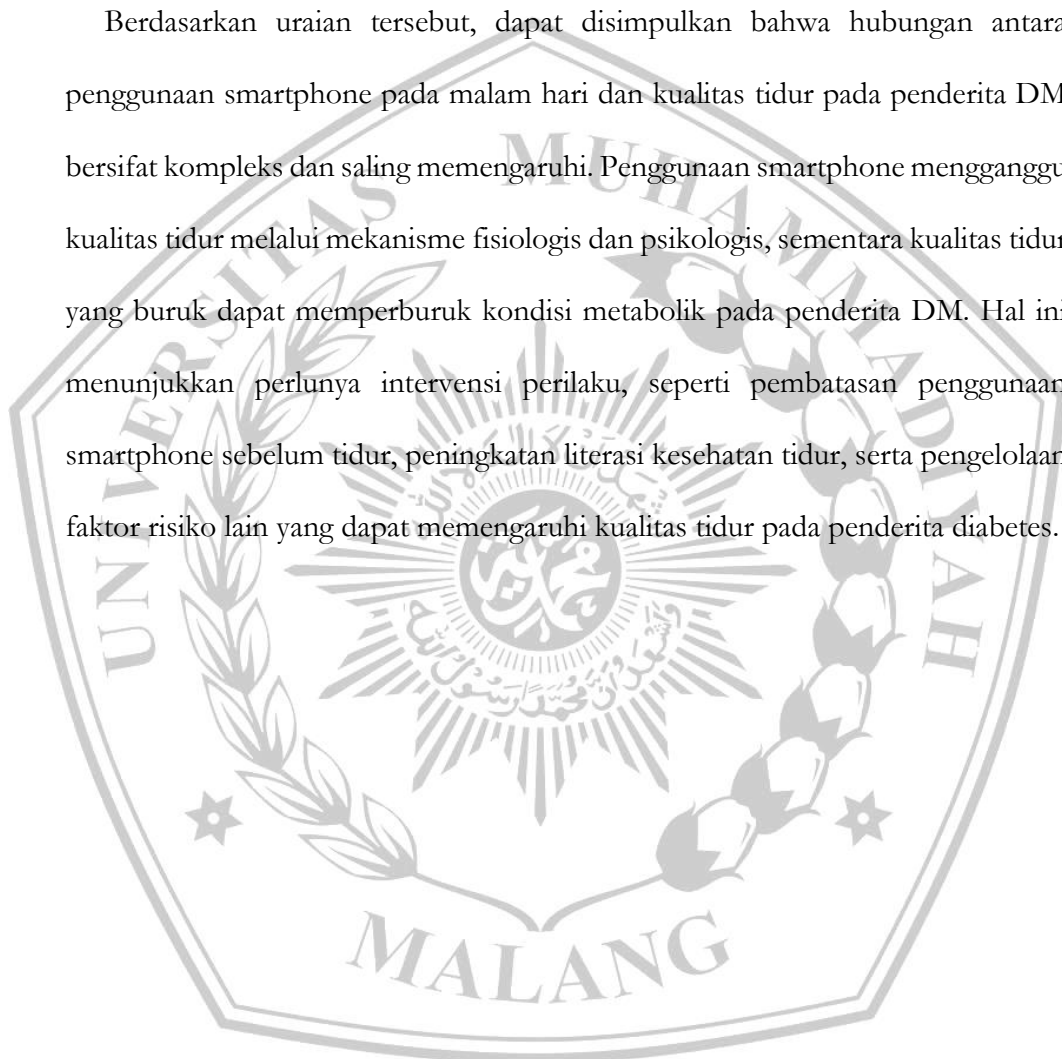 Berdasarkan uraian tersebut, dapat disimpulkan bahwa hubungan antara
penggunaan smartphone pada malam hari dan kualitas tidur pada penderita DM
bersifat kompleks dan saling memengaruhi. Penggunaan smartphone mengganggu
kualitas tidur melalui mekanisme fisiologis dan psikologis, sementara kualitas tidur
yang buruk dapat memperburuk kondisi metabolik pada penderita DM. Hal ini
menunjukkan perlunya intervensi perilaku, seperti pembatasan penggunaan
smartphone sebelum tidur, peningkatan literasi kesehatan tidur, serta pengelolaan
faktor risiko lain yang dapat memengaruhi kualitas tidur pada penderita diabetes.
UNIVERSITAS MUHAMMADIYAH
MALANG